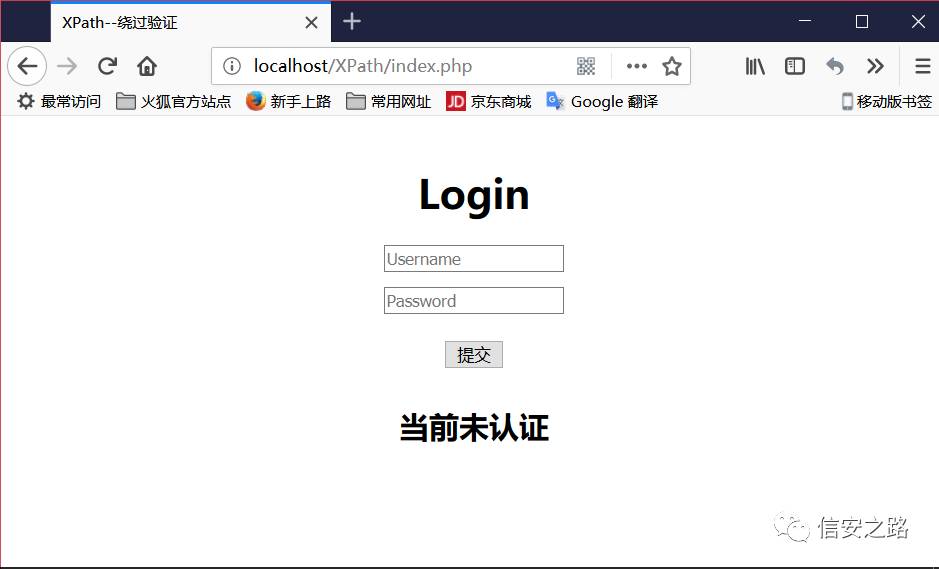 XPath--绕过验证
localhost/XPath/index.php
最常访问 火狐官方站点 新手上路 常用网址 JD 京东商城 Google 翻译 移动版书签
Login
Username
Password
提交
当前未认证
信安之路